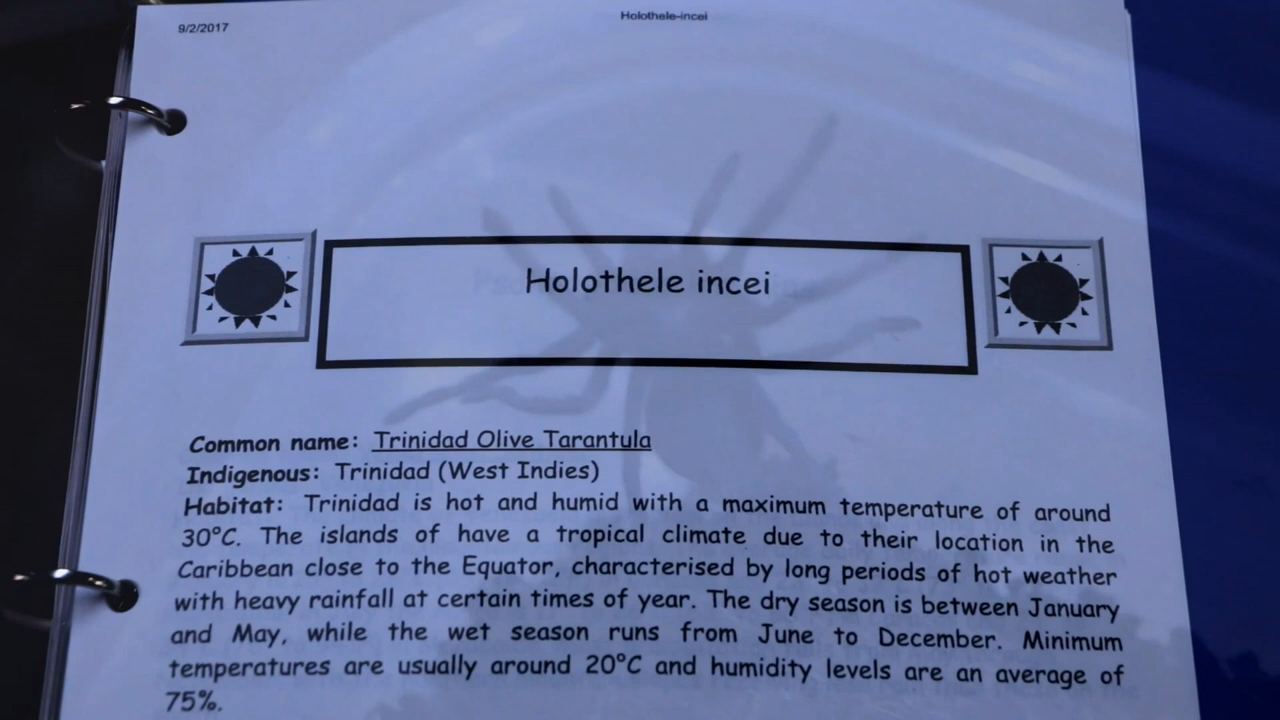 9/2/2017
Holothele-incei
Holothele incei
Common name: Trinidad Olive Tarantula
Indigenous: Trinidad (West Indies)
Habitat: Trinidad is hot and humid with a maximum temperature of around
30°C. The islands of have a tropical climate due to their location in the
Caribbean close to the Equator, characterised by long periods of hot weather
with heavy rainfall at certain times of year. The dry season is between January
and May, while the wet season runs from June to December. Minimum
temperatures are usually around 20°C and humidity levels are an average of
75%.